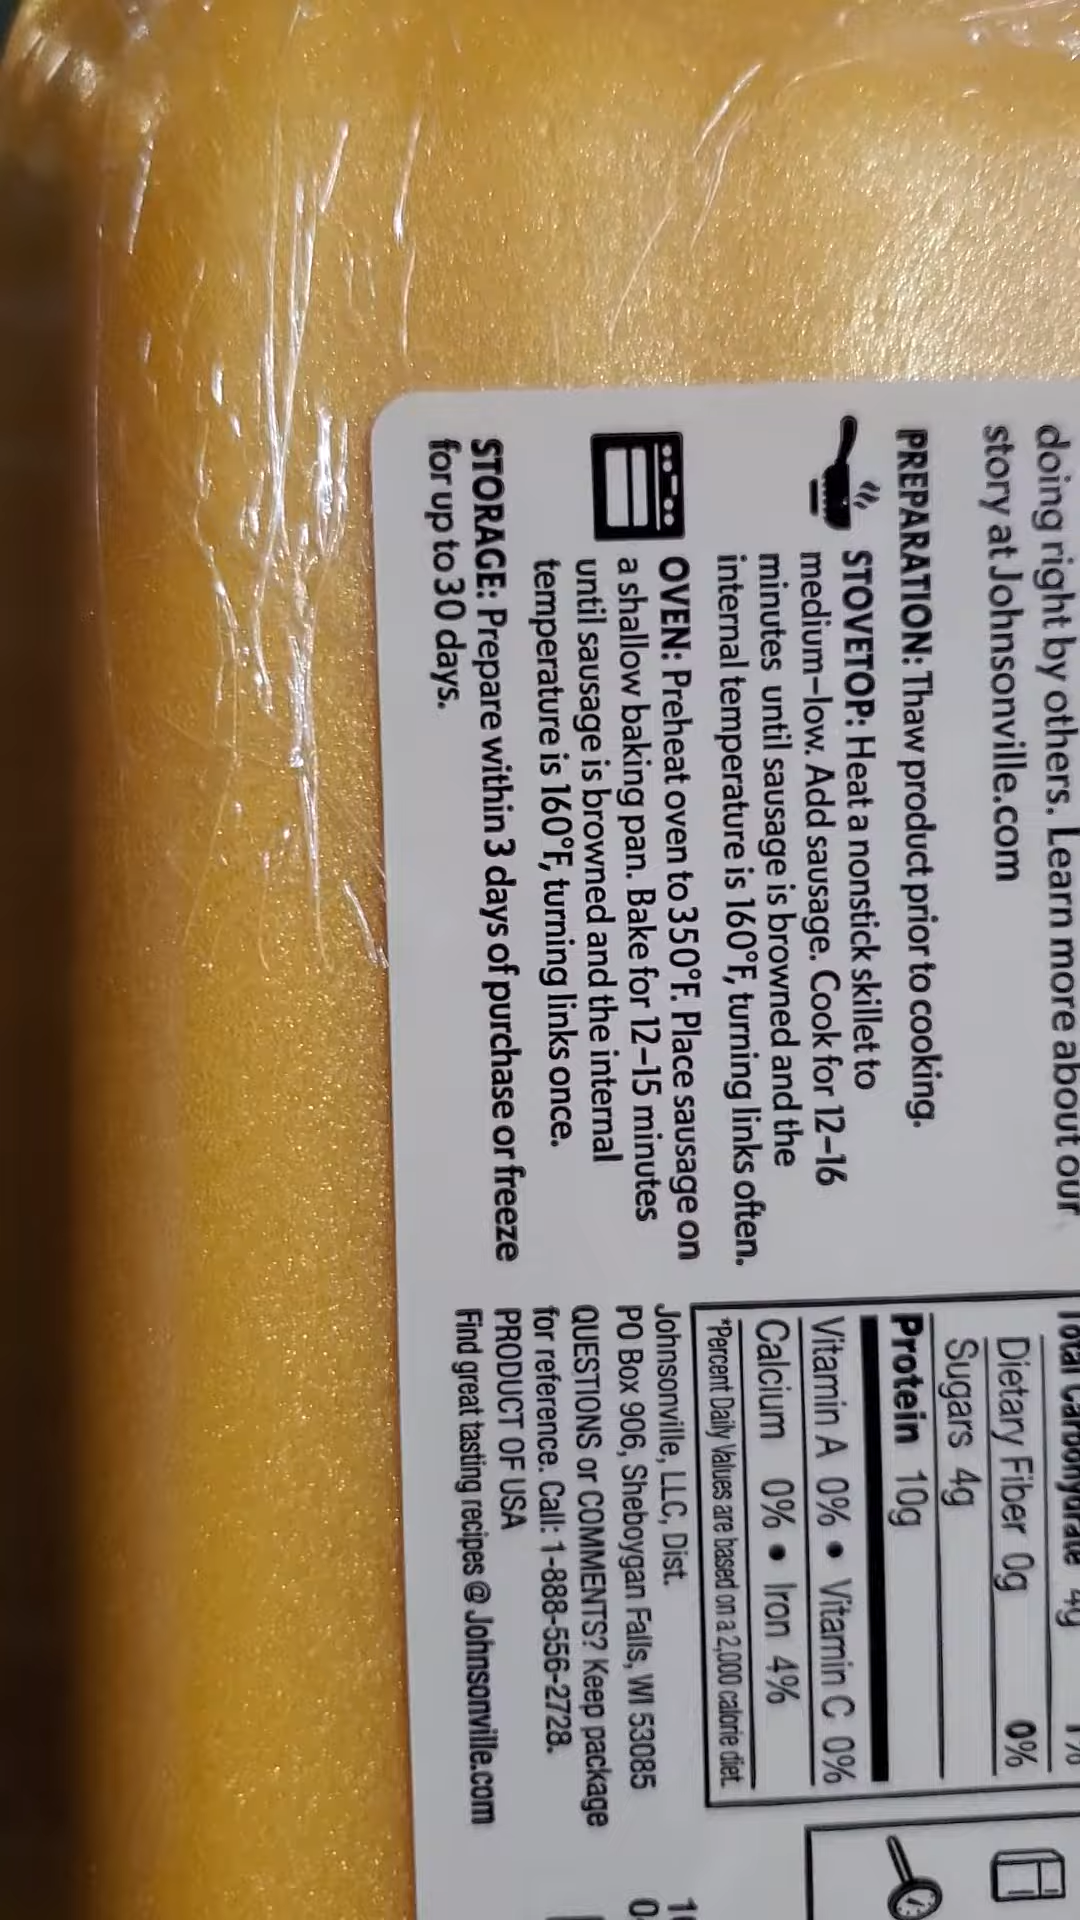 doing right by others. Learn more about our
story at Johnsonville.com
PREPARATION: Thaw product prior to cooking.
STOVETOP: Heat a nonstick skillet to
medium-low. Add sausage. Cook for 12-16
minutes until sausage is browned and the
internal temperature is 160°F, turning links often.
OVEN: Preheat oven to 350°F. Place sausage on
a shallow baking pan. Bake for 12-15 minutes
until sausage is browned and the internal
temperature is 160°F, turning links once.
STORAGE: Prepare within 3 days of purchase or freeze
for up to 30 days.
Total Carbohydrate 4g 1%
Dietary Fiber 0g 0%
Sugars 4g
Protein 10g
Vitamin A 0% • Vitamin C 0%
Calcium 0% • Iron 4%
*Percent Daily Values are based on a 2,000 calorie diet.
Johnsonville, LLC, Dist.
PO Box 906, Sheboygan Falls, WI 53085
QUESTIONS or COMMENTS? Keep package
for reference. Call: 1-888-556-2728.
PRODUCT OF USA
Find great tasting recipes @ Johnsonville.com